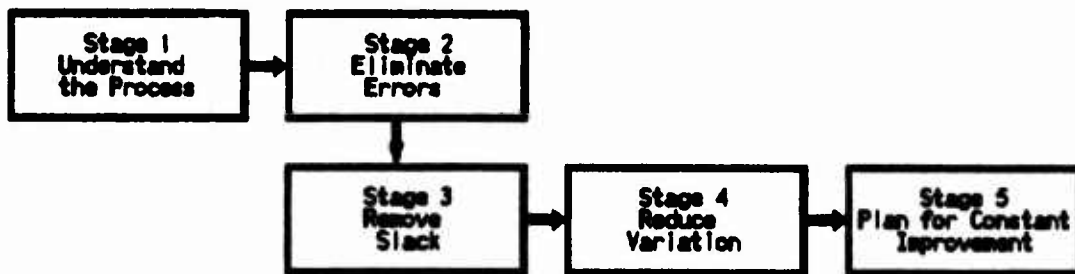 Stage 1
Understand
the Process
Stage 2
Eliminate
Errors
Stage 3
Remove
Slack
Stage 4
Reduce
Variation
Stage 5
Plan for Constant
Improvement